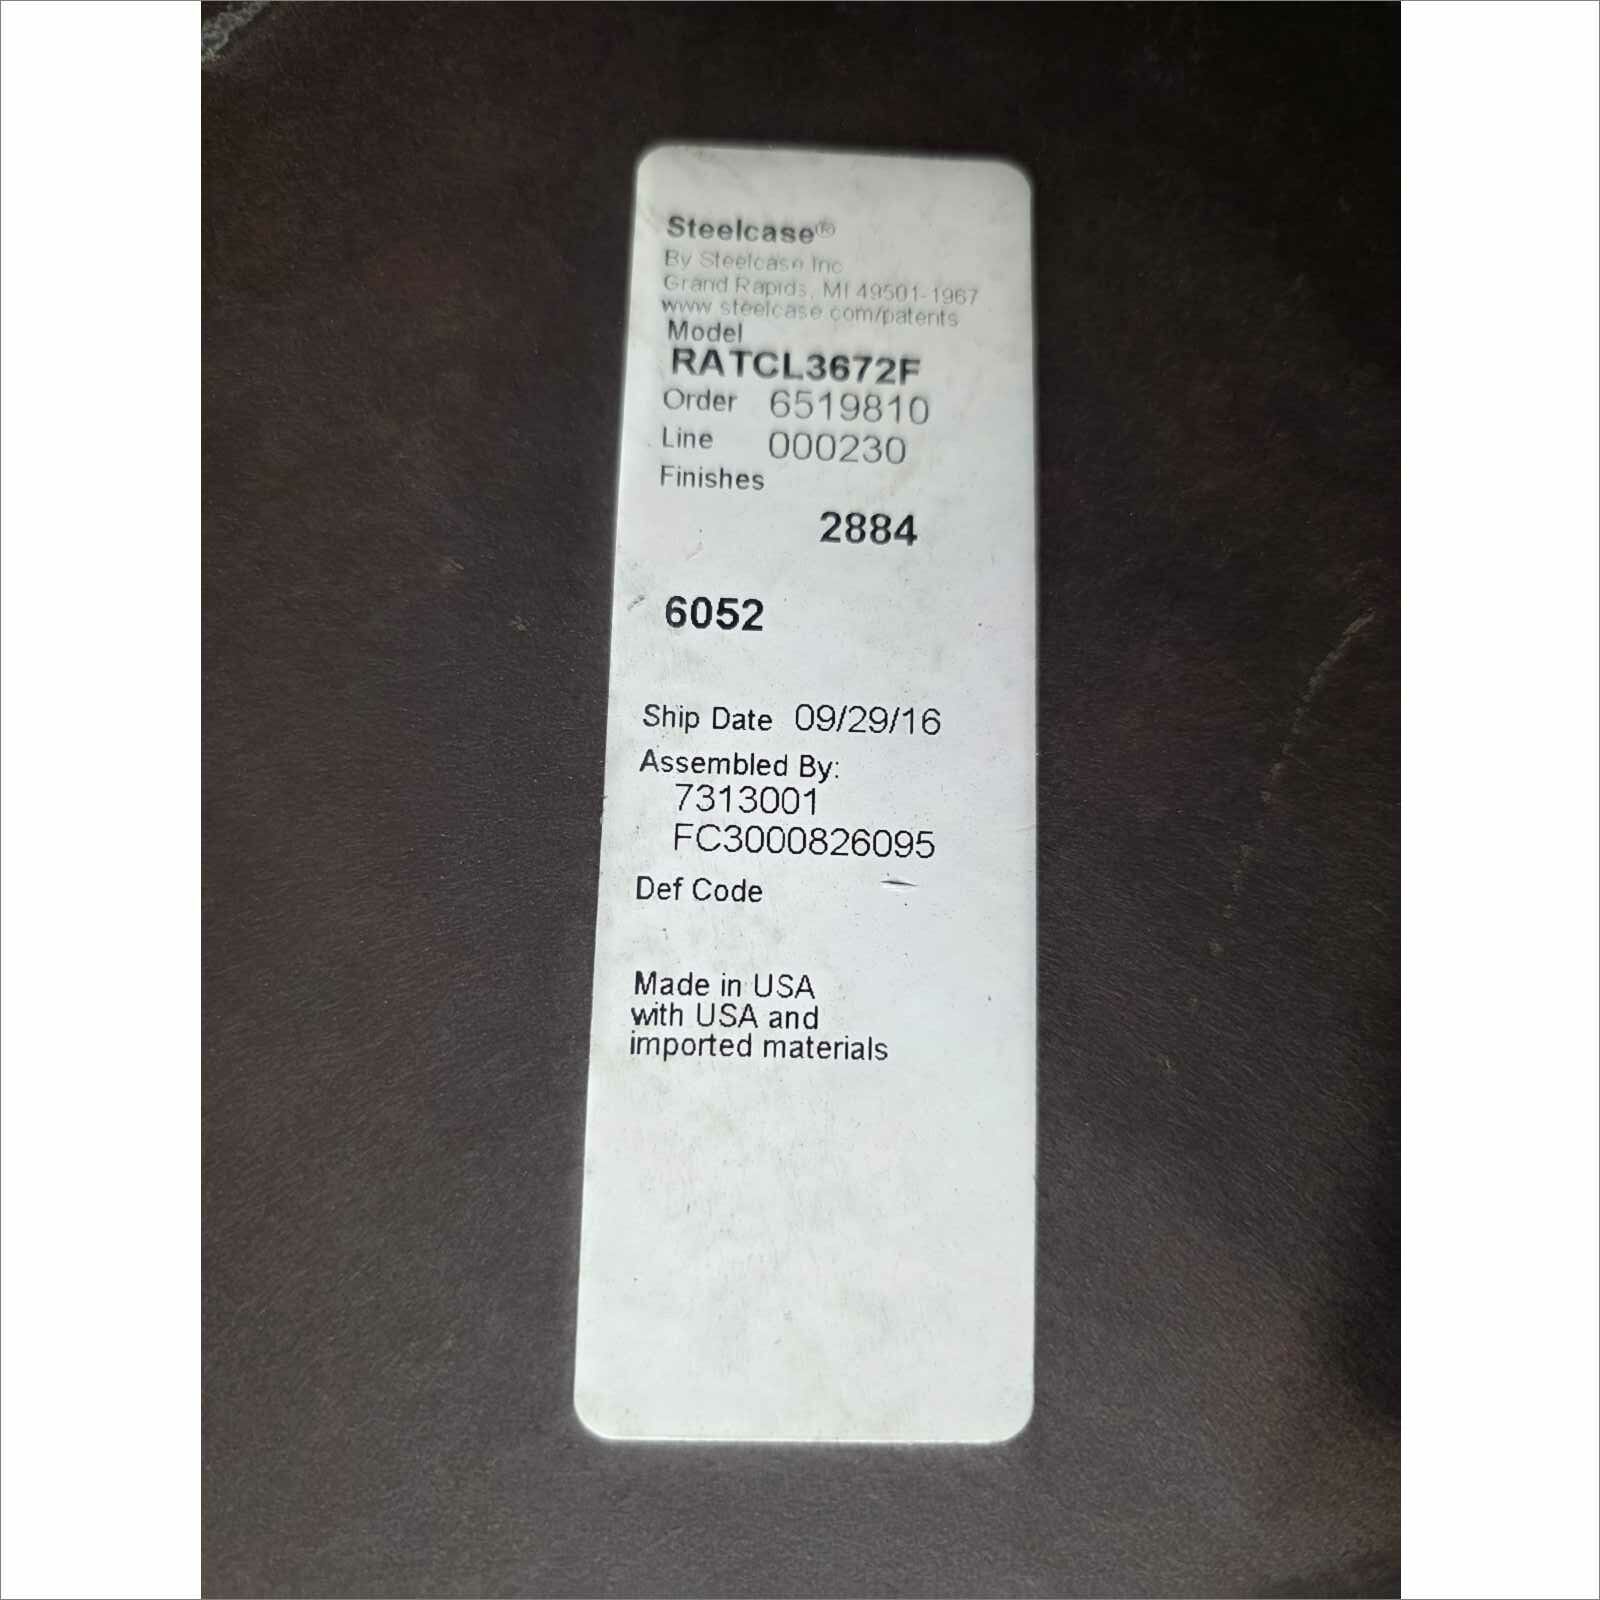 Steelcase®
By Steelcase Inc
Grand Rapids, MI 49501-1967
www.steelcase.com/patents
Model
RATCL3672F
Order 6519810
Line 000230
Finishes
2884
6052
Ship Date 09/29/16
Assembled By:
7313001
FC3000826095
Def Code
Made in USA
with USA and
imported materials